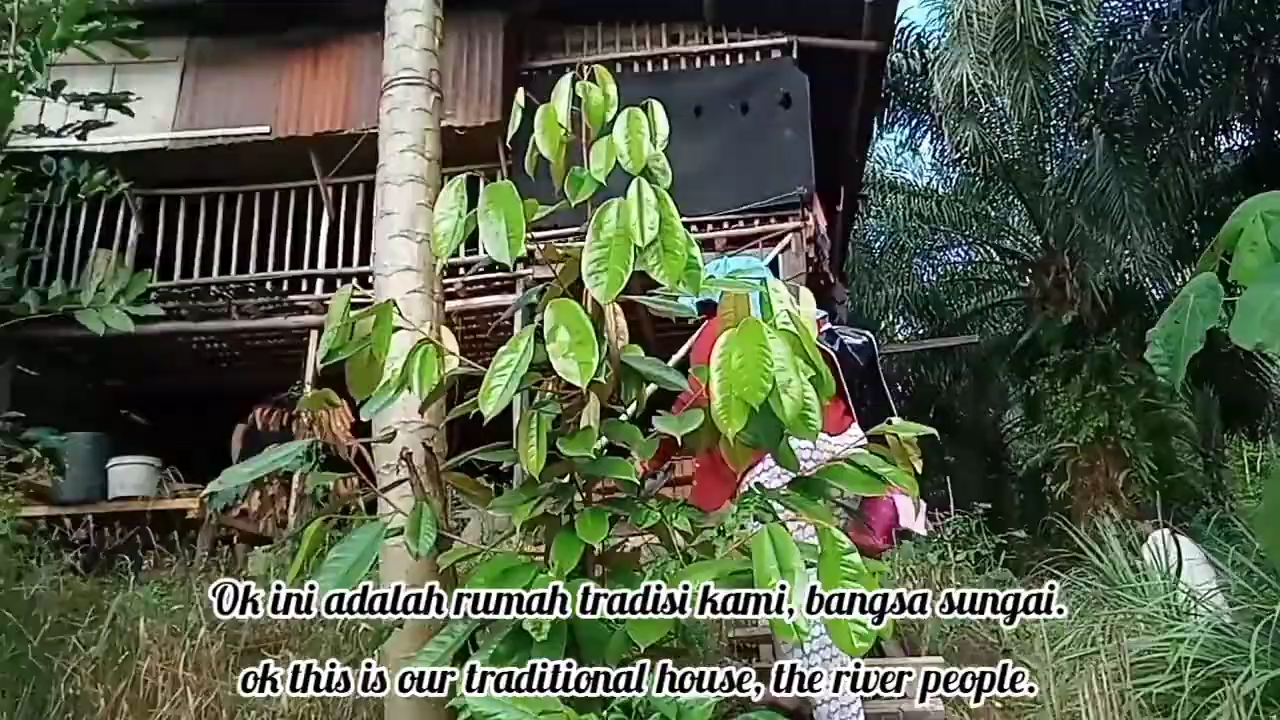 Ok ini adalah rumah tradisi kami, bangsa sungai.
ok this is our traditional house, the river people.